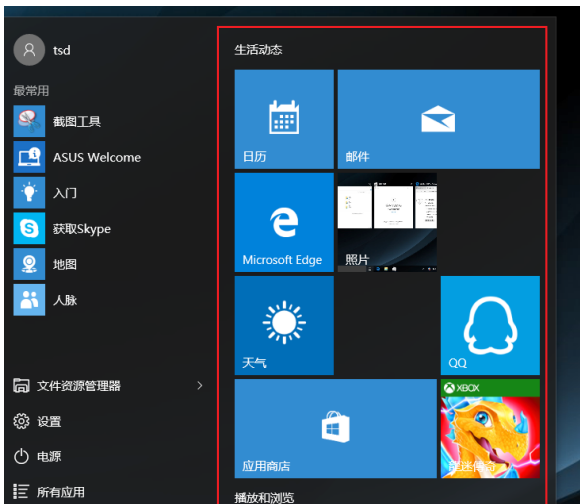 tsd
最常用
截图工具
ASUS Welcome
入门
获取Skype
地图
人脉
文件资源管理器
设置
电源
所有应用
生活动态
日历
邮件
Microsoft Edge
照片
天气
QQ
应用商店
XBOX
播放和浏览